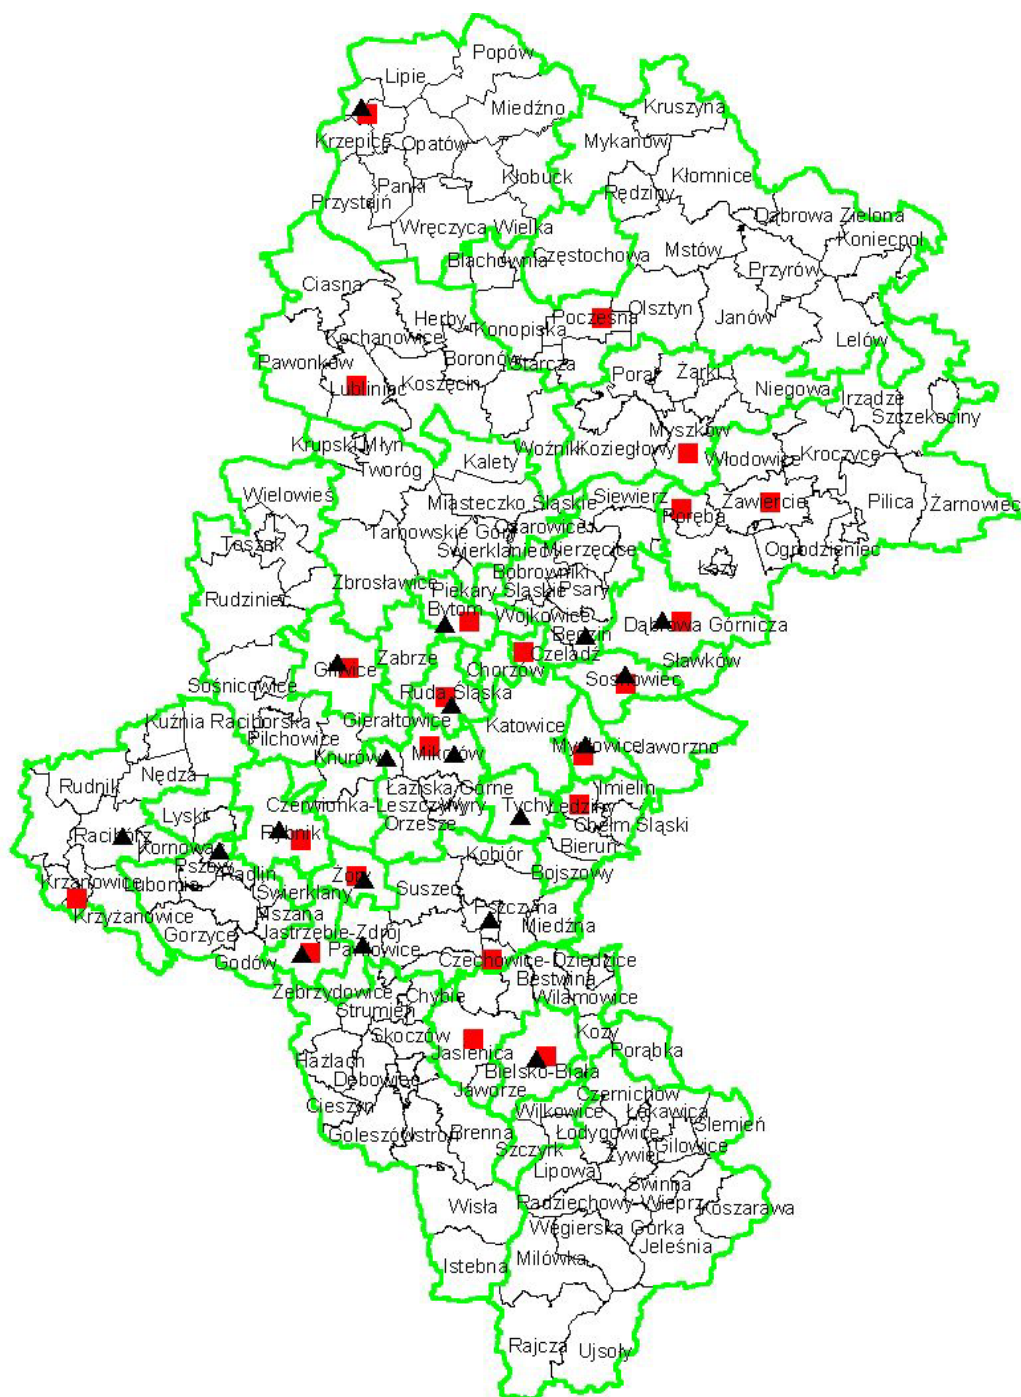 Popów
Lipie
Miedźno
Kruszyna
Krzepice
Opatów
Mykanów
Kłobuck
Kłomnice
Panki
Przystajń
Rędziny
Wręczyca Wielka
Dąbrowa Zielona
Koniecpol
Mstów
Częstochowa
Blachownia
Przyrów
Ciasna
Olsztyn
Herby
Poczesna
Janów
Konopiska
Kochanowice
Lelów
Boronów
Starcza
Pawonków
Poraj
Żarki
Lubliniec
Koszęcin
Niegowa
Irządze
Szczekociny
Myszków
Krupski Młyn
Woźniki
Koziegłowy
Włodowice
Kroczyce
Kalety
Tworóg
Wielowieś
Miasteczko Śląskie
Siewierz
Zawiercie
Pilica
Żarnowiec
Poręba
Tarnowskie Góry
Ożarowice
Toszek
Świerklaniec
Mierzęcice
Ogrodzieniec
Łazy
Bobrowniki
Zbrosławice
Psary
Piekary Śląskie
Rudziniec
Bytom
Wojkowice
Będzin
Dąbrowa Górnicza
Zabrze
Czeladź
Sławków
Gliwice
Chorzów
Sosnowiec
Sośnicowice
Ruda Śląska
Kuźnia Raciborska
Gierałtowice
Katowice
Pilchowice
Mysłowice
Jaworzno
Knurów
Mikołów
Nędza
Rudnik
Łaziska Górne
Imielin
Czerwionka-Leszczyny
Wyry
Tychy
Lędziny
Lyski
Orzesze
Chełm Śląski
Racibórz
Rybnik
Kornowac
Bieruń
Kobiór
Pszów
Radlin
Żory
Bojszowy
Krzanowice
Lubomia
Świerklany
Suszec
Krzyżanowice
Mszana
Pszczyna
Miedźna
Gorzyce
Jastrzębie-Zdrój
Pawłowice
Godów
Czechowice-Dziedzice
Zebrzydowice
Bestwina
Chybie
Wilamowice
Strumień
Skoczów
Kozy
Jasienica
Porąbka
Hażlach
Bielsko-Biała
Dębowiec
Jaworze
Czernichów
Cieszyn
Wilkowice
Łękawica
Ślemień
Goleszów
Ustroń
Brenna
Łodygowice
Gilowice
Szczyrk
Żywiec
Lipowa
Świnna
Wisła
Radziechowy-Wieprz
Koszarawa
Węgierska Górka
Jeleśnia
Milówka
Istebna
Rajcza
Ujsoły